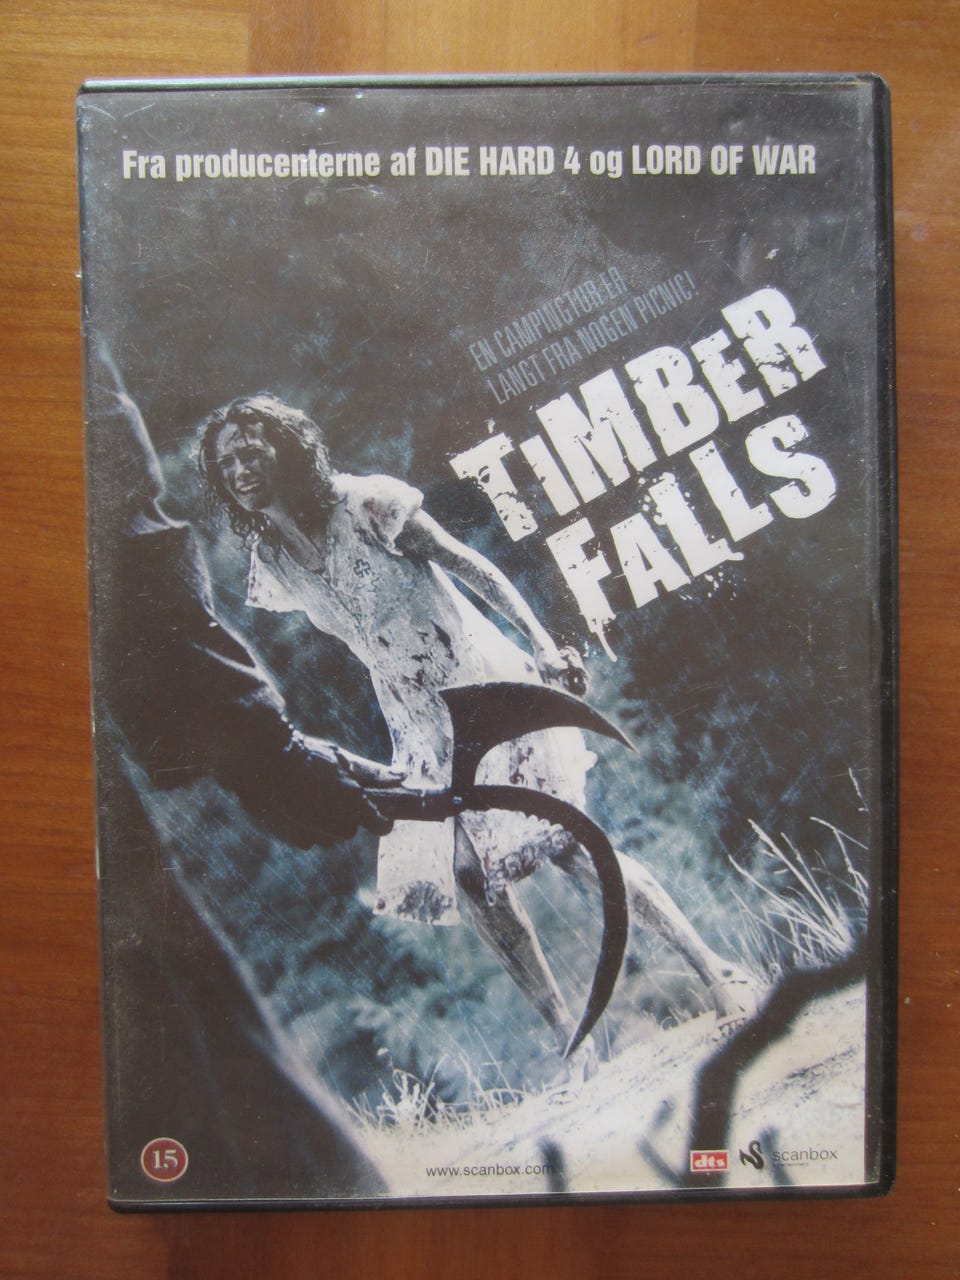 Fra producenterne af DIE HARD 4 og LORD OF WAR
EN CAMPINGTUR ER
LANGT FRA NOGEN PICNIC!
TiMBER
FALLS
15
www.scanbox.com
dts
scanbox
entertainment